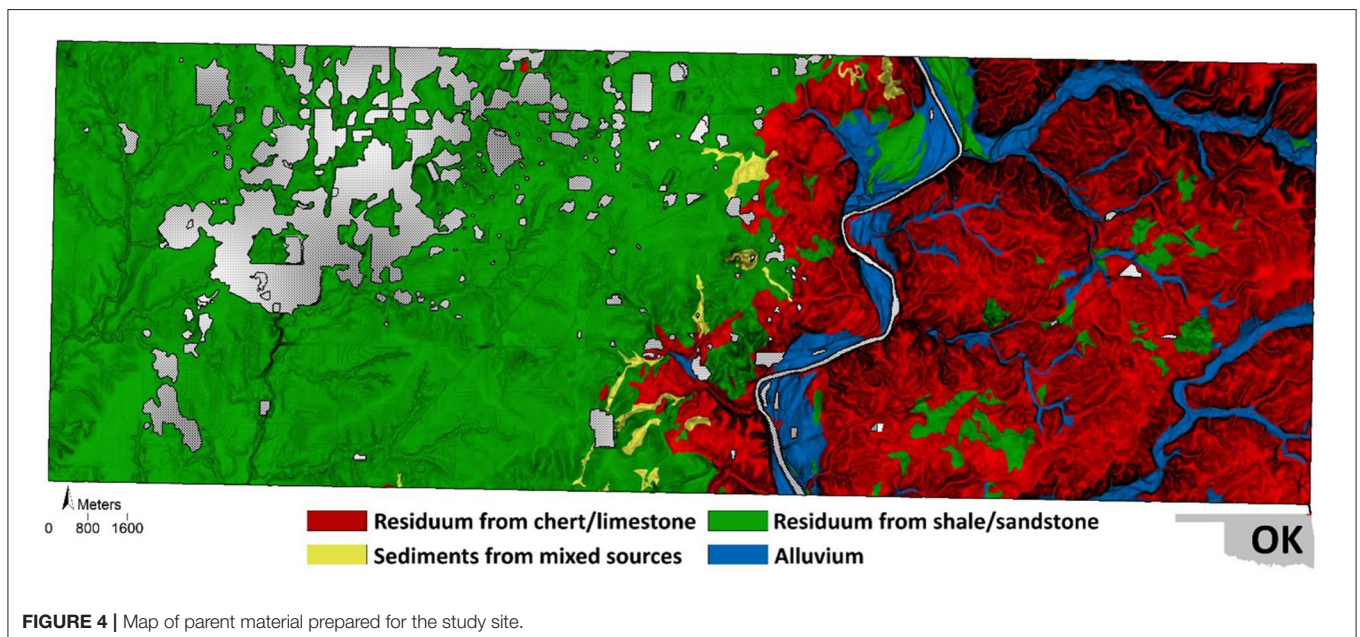 Meters
0 800 1600
Residuum from chert/limestone Residuum from shale/sandstone
Sediments from mixed sources Alluvium
OK
FIGURE 4 | Map of parent material prepared for the study site.